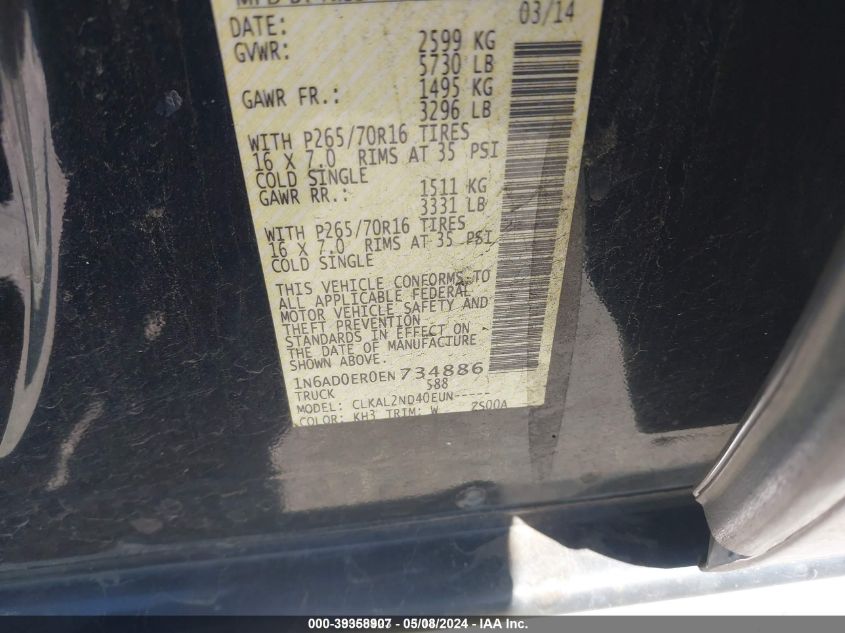 MFD BY
03/14
DATE:
GVWR: 2599 KG
5730 LB
GAWR FR.: 1495 KG
3296 LB
WITH P265/70R16 TIRES
16 X 7.0 RIMS AT 35 PSI
COLD SINGLE
GAWR RR.: 1511 KG
3331 LB
WITH P265/70R16 TIRES
16 X 7.0 RIMS AT 35 PSI
COLD SINGLE
THIS VEHICLE CONFORMS TO
ALL APPLICABLE FEDERAL
MOTOR VEHICLE SAFETY AND
THEFT PREVENTION
STANDARDS IN EFFECT ON
THE DATE OF MANUFACTURE
SHOWN ABOVE.
1N6AD0ER0EN734886
TRUCK 588
MODEL: CLKAL2ND40EUN-----
COLOR: KH3 TRIM: W ZS00A
000-39358907 - 05/08/2024 - IAA Inc.